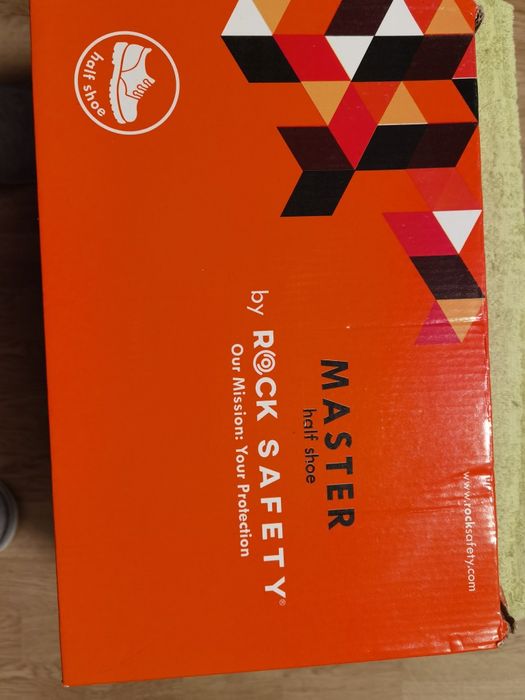 half shoe
MASTER
half shoe
by ROCK SAFETY®
Our Mission: Your Protection
www.rocksafety.com